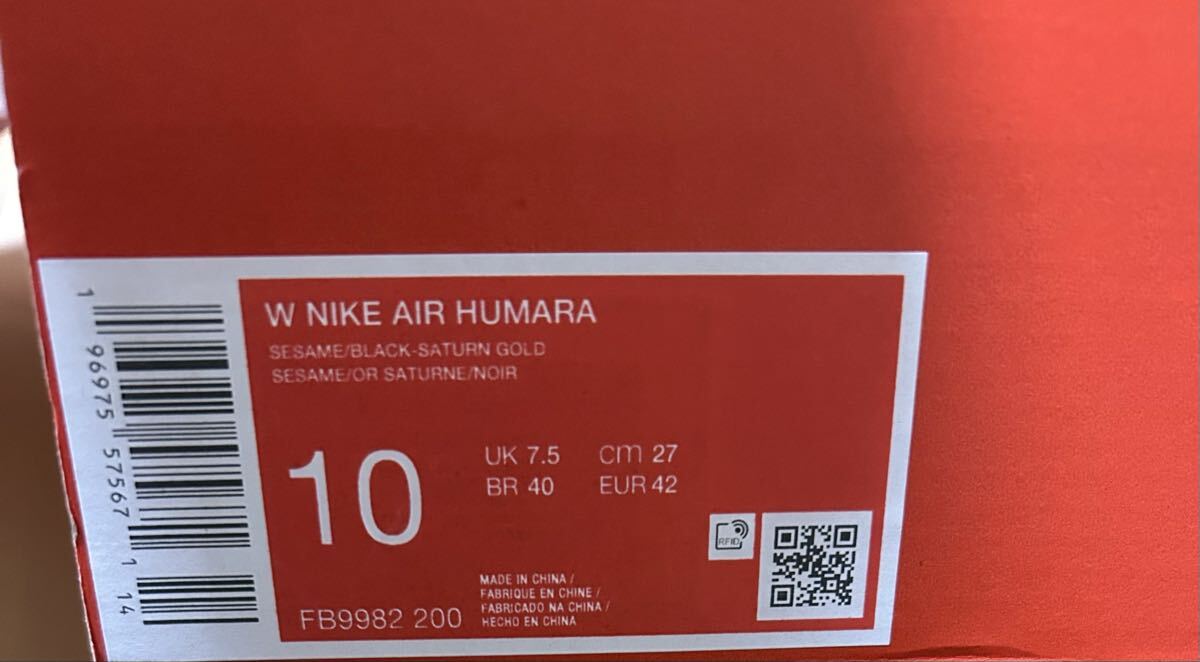 W NIKE AIR HUMARA
SESAME/BLACK-SATURN GOLD
SESAME/OR SATURNE/NOIR
10
UK 7.5 cm 27
BR 40 EUR 42
RFID
MADE IN CHINA /
FABRIQUE EN CHINE /
FABRICADO NA CHINA /
HECHO EN CHINA
FB9982 200
1 96975 57567 1 14